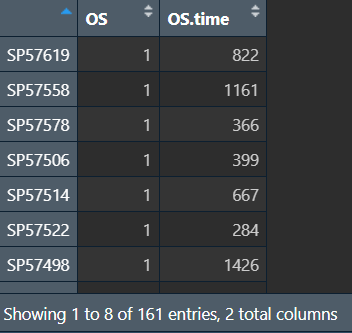 OS OS.time
SP57619 1 822
SP57558 1 1161
SP57578 1 366
SP57506 1 399
SP57514 1 667
SP57522 1 284
SP57498 1 1426
Showing 1 to 8 of 161 entries, 2 total columns